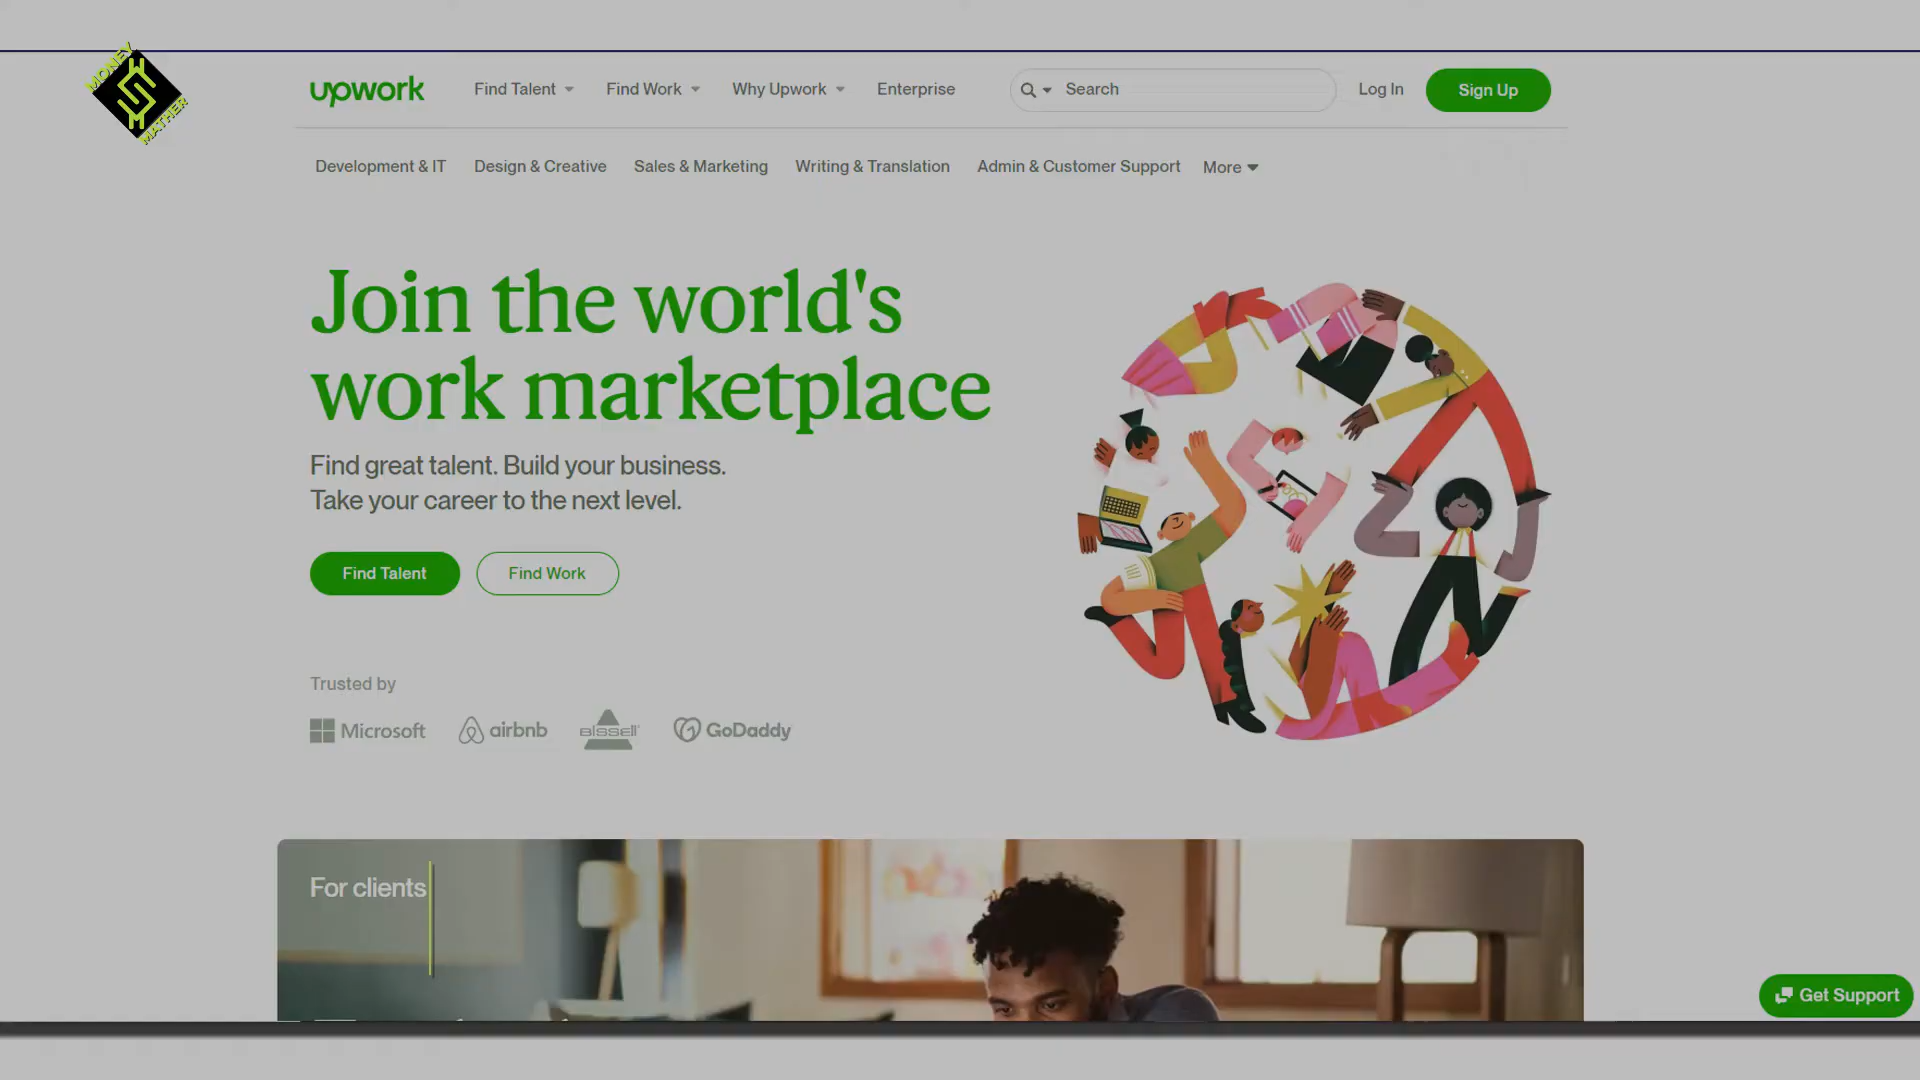 MONEY
MATHER
upwork
Find Talent
Find Work
Why Upwork
Enterprise
Search
Log In
Sign Up
Development & IT
Design & Creative
Sales & Marketing
Writing & Translation
Admin & Customer Support
More
Join the world's
work marketplace
Find great talent. Build your business.
Take your career to the next level.
Find Talent
Find Work
Trusted by
Microsoft
airbnb
BISSELL
GoDaddy
For clients
Get Support